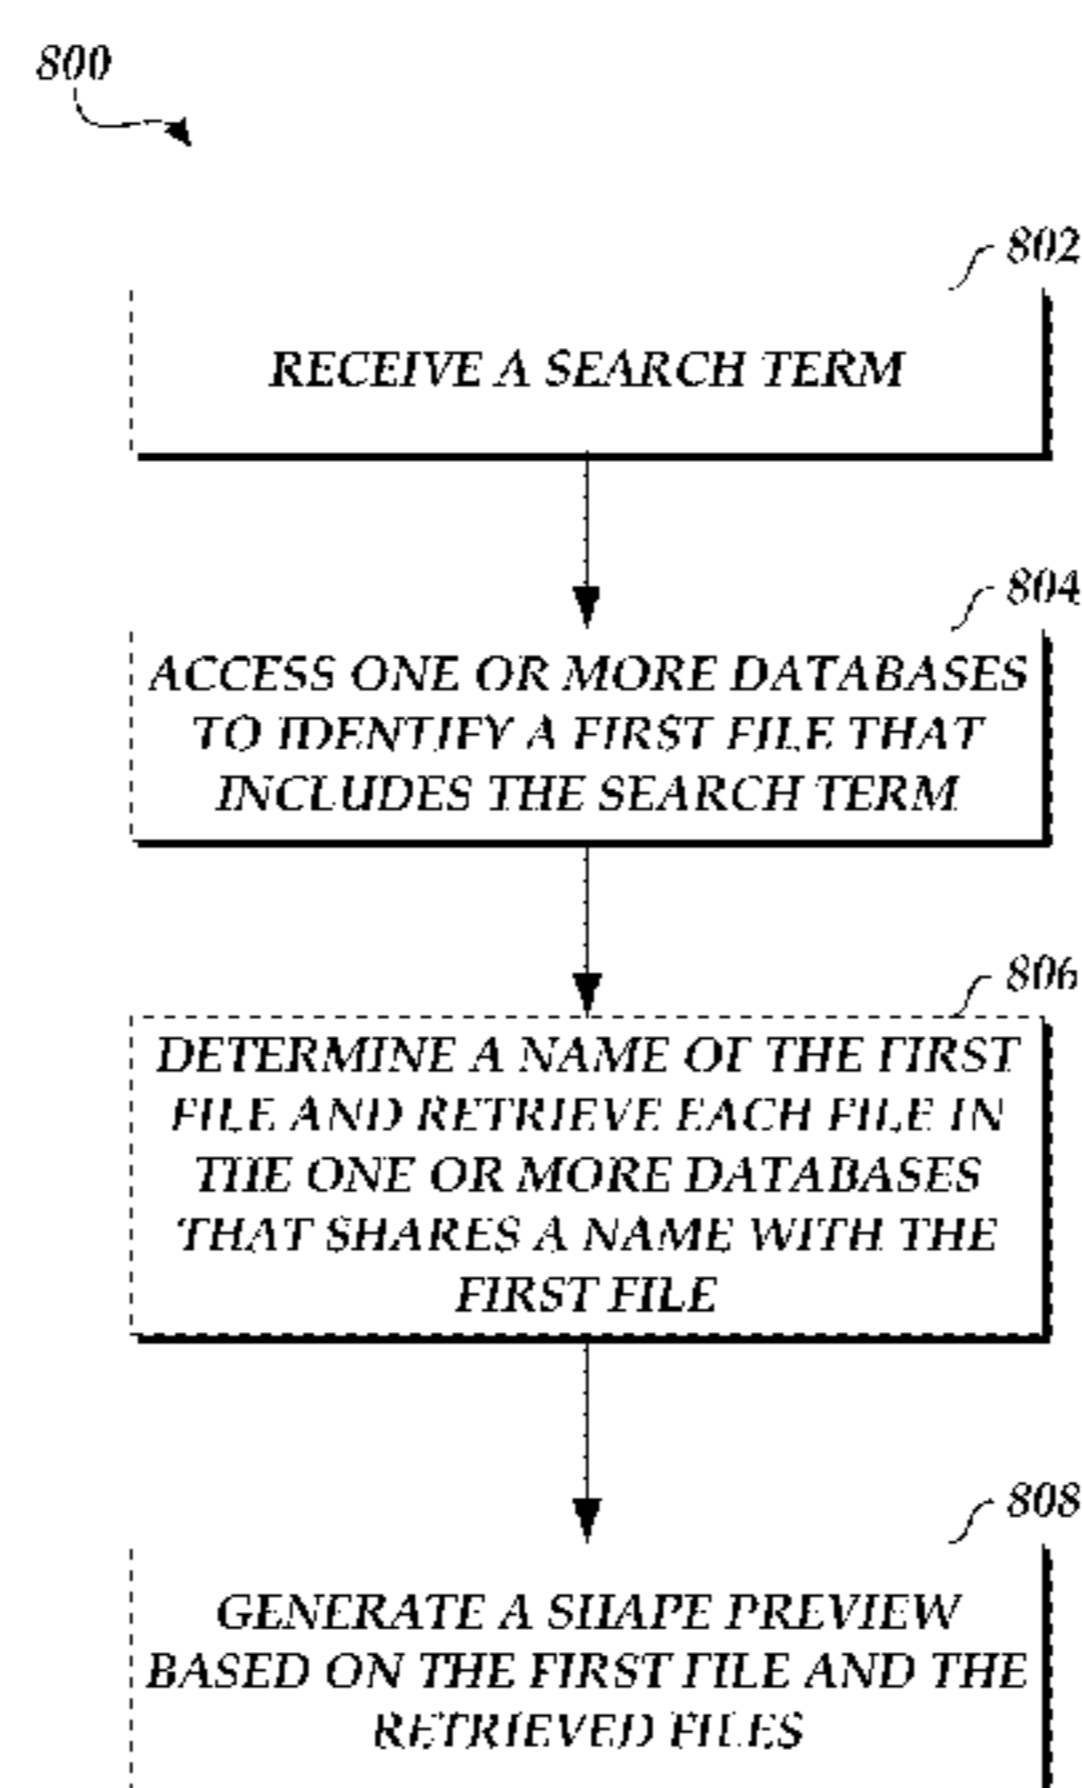 800
802
RECEIVE A SEARCH TERM
804
ACCESS ONE OR MORE DATABASES
TO IDENTIFY A FIRST FILE THAT
INCLUDES THE SEARCH TERM
806
DETERMINE A NAME OF THE FIRST
FILE AND RETRIEVE EACH FILE IN
THE ONE OR MORE DATABASES
THAT SHARES A NAME WITH THE
FIRST FILE
808
GENERATE A SHAPE PREVIEW
BASED ON THE FIRST FILE AND THE
RETRIEVED FILES